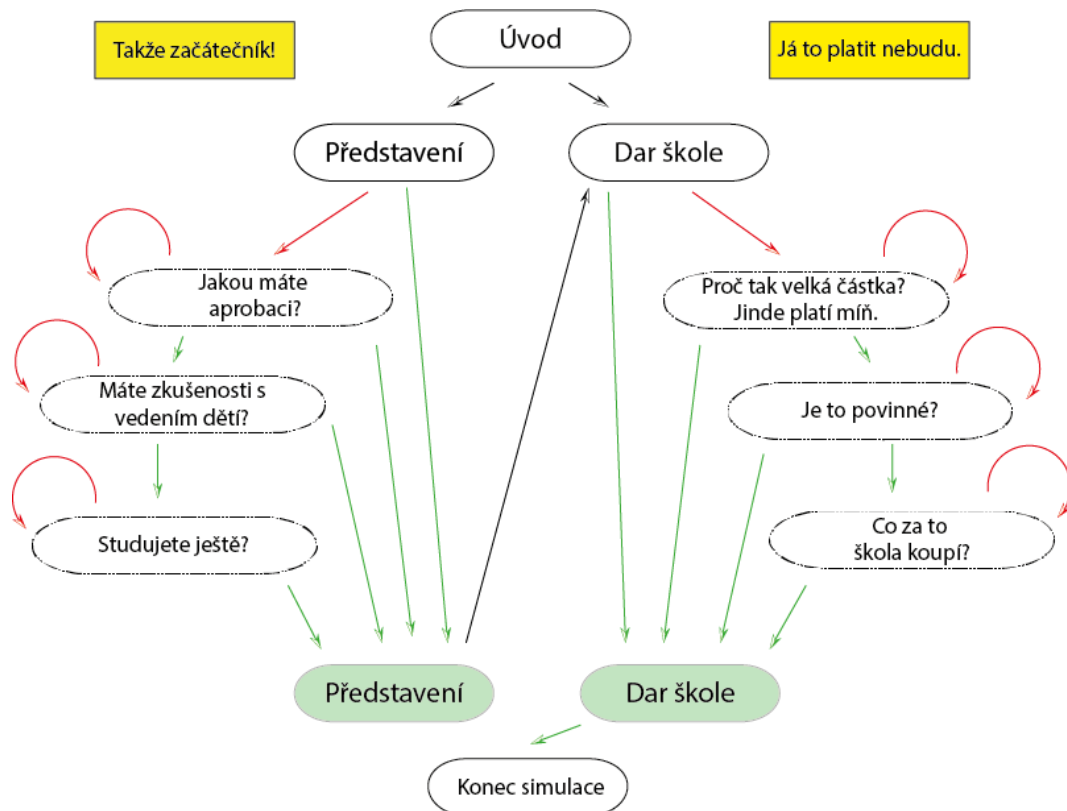 Takže začátečník!
Úvod
Já to platit nebudu.
Představení
Dar škole
Jakou máte
aprobaci?
Proč tak velká částka?
Jinde platí míň.
Máte zkušenosti s
vedením dětí?
Je to povinné?
Studujete ještě?
Co za to
škola koupí?
Představení
Dar škole
Konec simulace